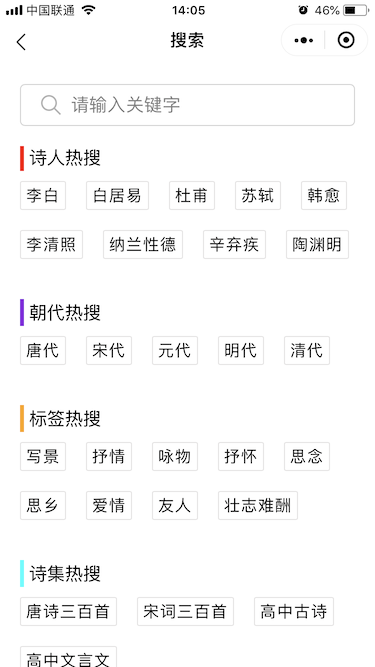 中国联通 14:05 46%
搜索
请输入关键字
诗人热搜
李白 白居易 杜甫 苏轼 韩愈
李清照 纳兰性德 辛弃疾 陶渊明
朝代热搜
唐代 宋代 元代 明代 清代
标签热搜
写景 抒情 咏物 抒怀 思念
思乡 爱情 友人 壮志难酬
诗集热搜
唐诗三百首 宋词三百首 高中古诗
高中文言文